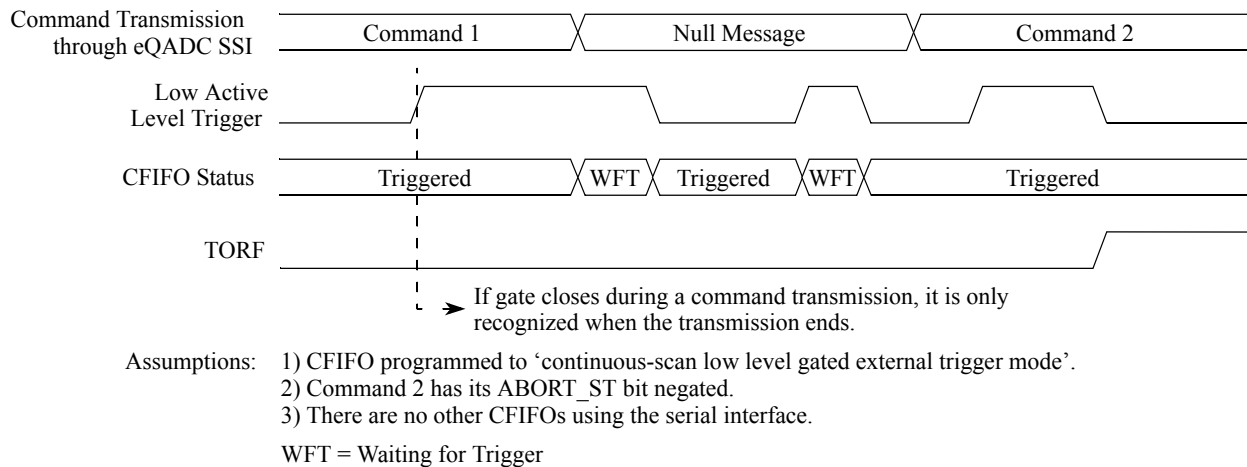 Command Transmission
through eQADC SSI
Command 1
Null Message
Command 2
Low Active
Level Trigger
CFIFO Status
Triggered
WFT
Triggered
WFT
Triggered
TORF
If gate closes during a command transmission, it is only
recognized when the transmission ends.
Assumptions: 1) CFIFO programmed to ‘continuous-scan low level gated external trigger mode’.
2) Command 2 has its ABORT_ST bit negated.
3) There are no other CFIFOs using the serial interface.
WFT = Waiting for Trigger